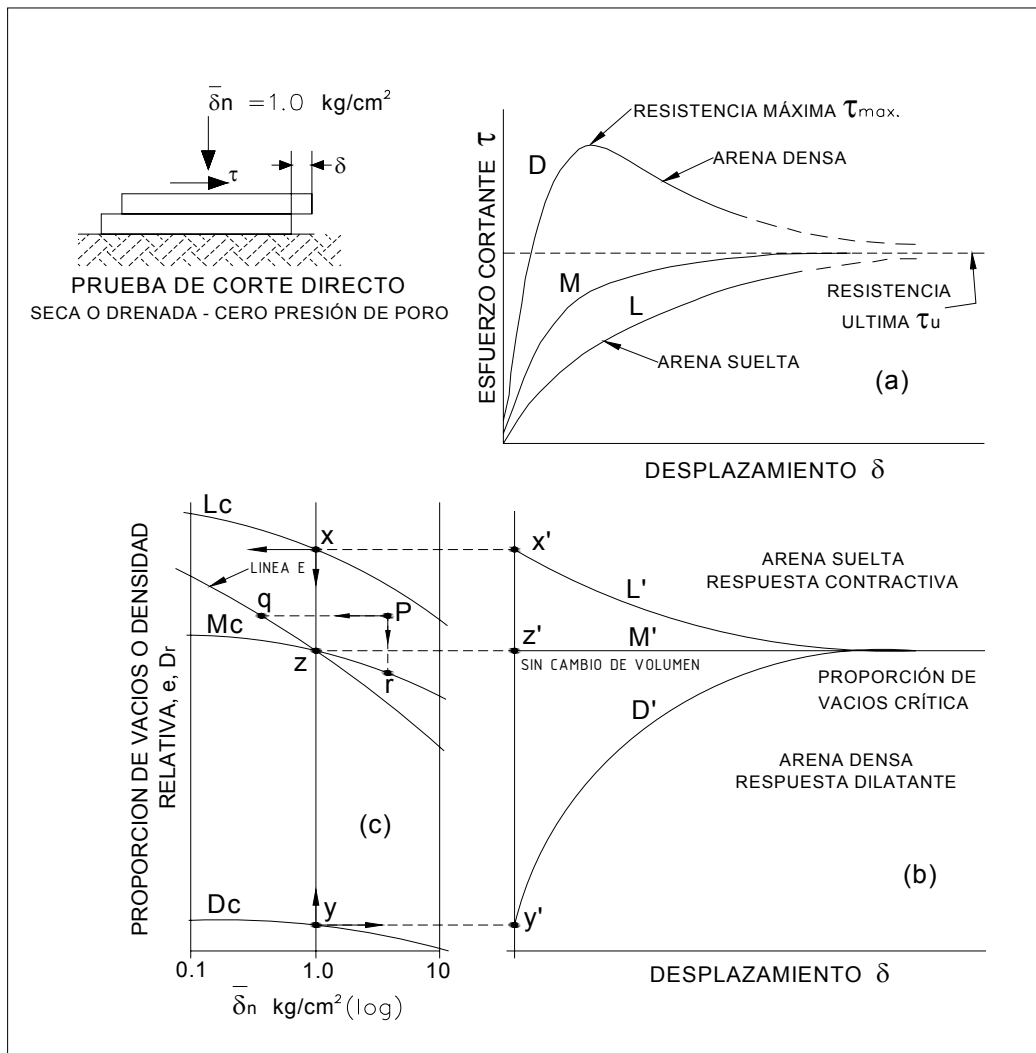 δ̄n = 1.0 kg/cm²
τ
δ
PRUEBA DE CORTE DIRECTO
SECA O DRENADA - CERO PRESIÓN DE PORO
ESFUERZO CORTANTE τ
RESISTENCIA MÁXIMA τmax.
D
ARENA DENSA
M
L
RESISTENCIA
ULTIMA τu
ARENA SUELTA
(a)
DESPLAZAMIENTO δ
PROPORCION DE VACIOS O DENSIDAD
RELATIVA, e, Dr
Lc
x
LINEA E
q
P
Mc
z
r
(c)
Dc
y
0.1
1.0
10
δ̄n kg/cm² (log)
x'
ARENA SUELTA
RESPUESTA CONTRACTIVA
L'
z'
M'
SIN CAMBIO DE VOLUMEN
PROPORCIÓN DE
VACIOS CRÍTICA
D'
ARENA DENSA
RESPUESTA DILATANTE
(b)
y'
DESPLAZAMIENTO δ